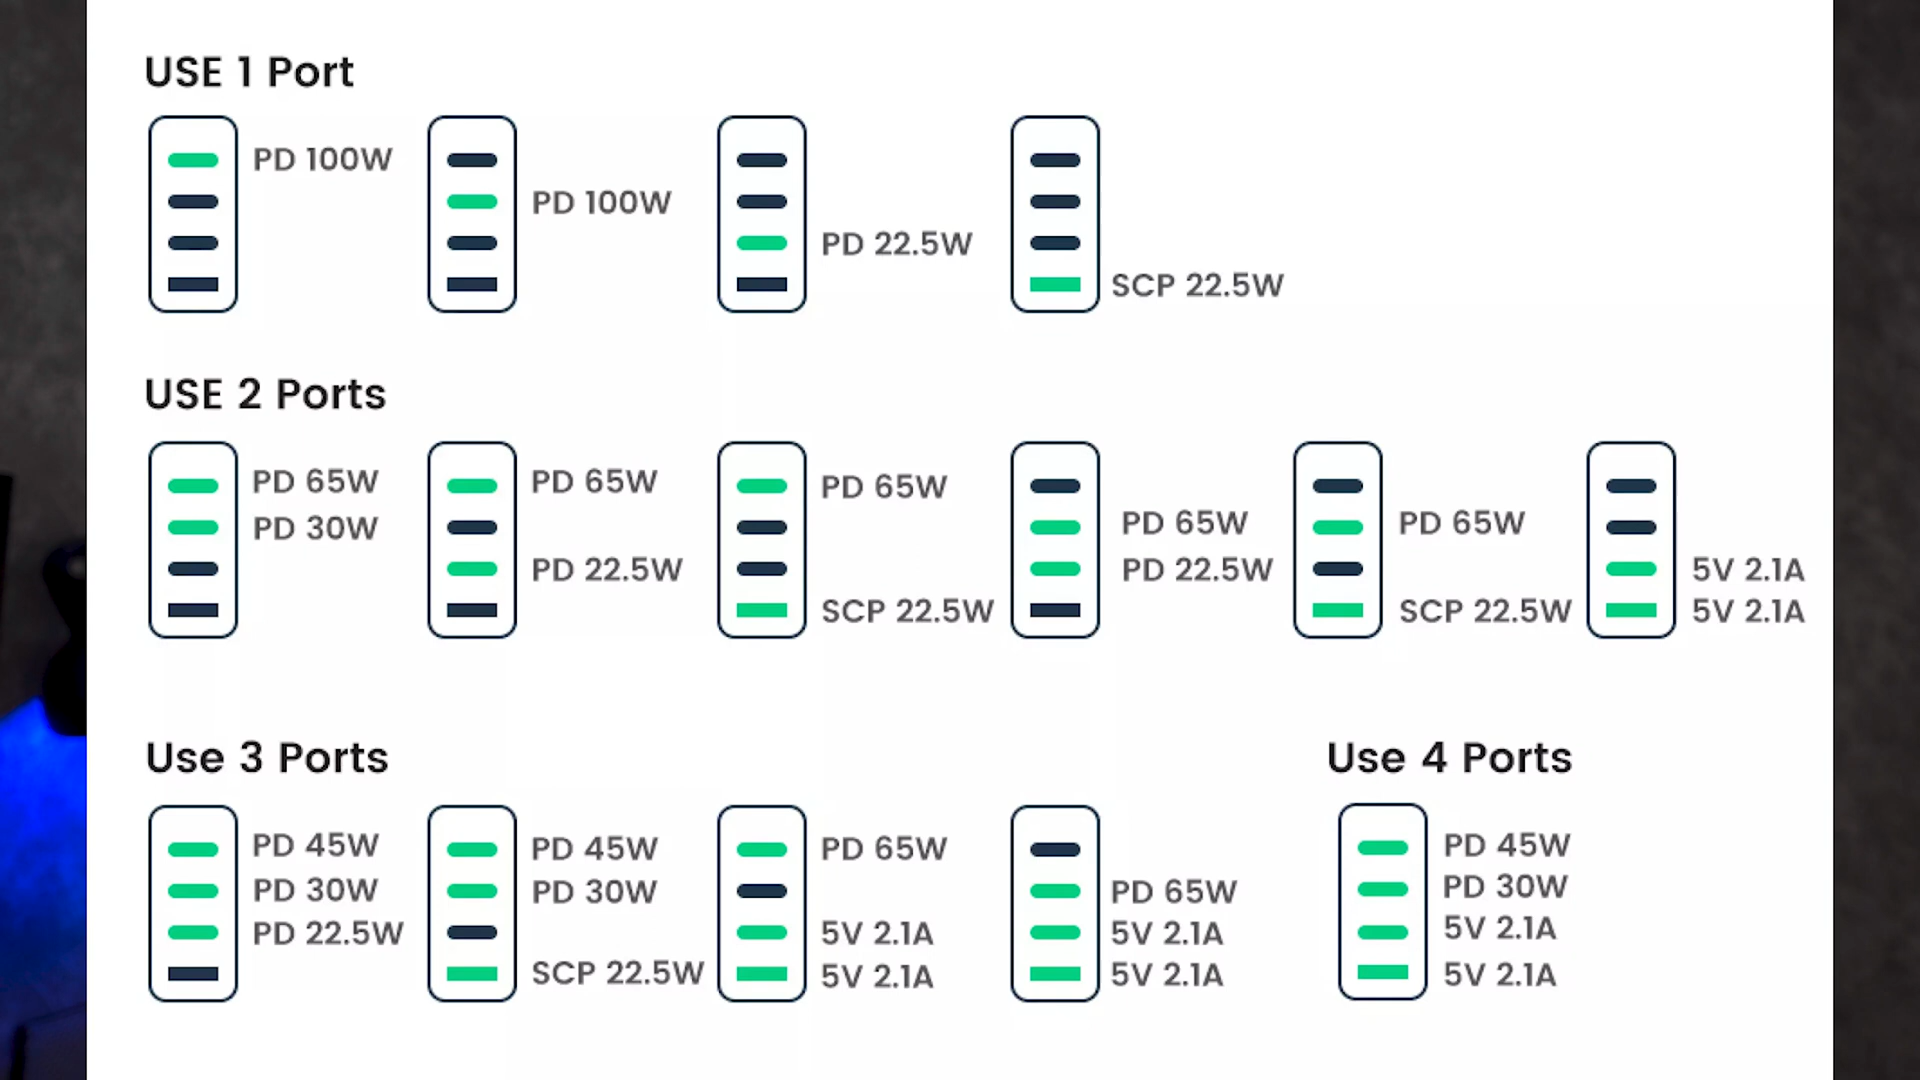 USE 1 Port
PD 100W
PD 100W
PD 22.5W
SCP 22.5W
USE 2 Ports
PD 65W
PD 30W
PD 65W
PD 22.5W
PD 65W
SCP 22.5W
PD 65W
PD 22.5W
PD 65W
SCP 22.5W
5V 2.1A
5V 2.1A
Use 3 Ports
PD 45W
PD 30W
PD 22.5W
PD 45W
PD 30W
SCP 22.5W
PD 65W
5V 2.1A
5V 2.1A
PD 65W
5V 2.1A
5V 2.1A
Use 4 Ports
PD 45W
PD 30W
5V 2.1A
5V 2.1A